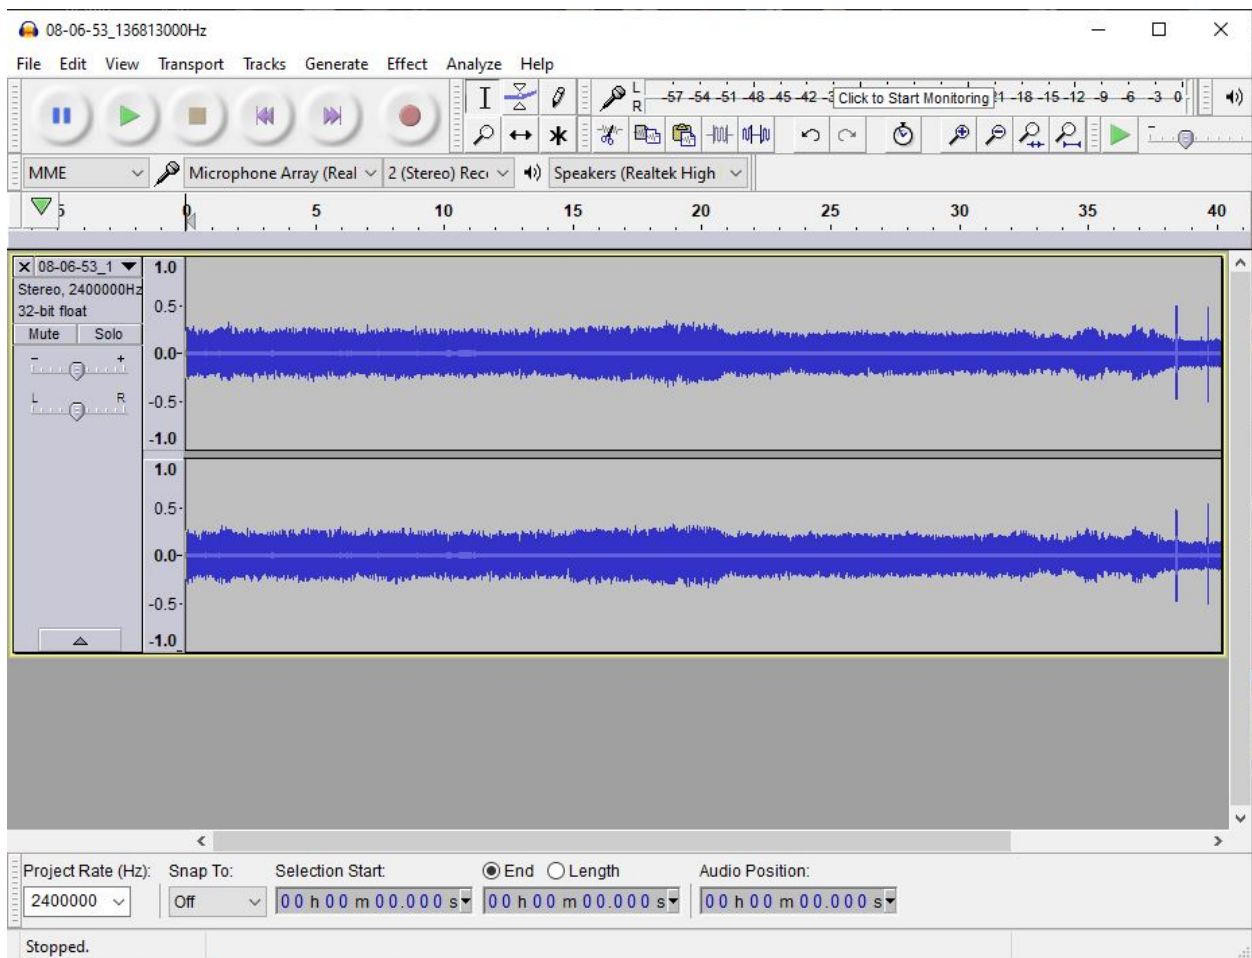 08-06-53_136813000Hz
File Edit View Transport Tracks Generate Effect Analyze Help
L
R
-57 -54 -51 -48 -45 -42 -3 Click to Start Monitoring 1 -18 -15 -12 -9 -6 -3 0
MME
Microphone Array (Real
2 (Stereo) Reci
Speakers (Realtek High
5 0 5 10 15 20 25 30 35 40
08-06-53_1
Stereo, 2400000Hz
32-bit float
Mute Solo
- +
L R
1.0
0.5
0.0
-0.5
-1.0
1.0
0.5
0.0
-0.5
-1.0
Project Rate (Hz): Snap To: Selection Start: End Length Audio Position:
2400000 Off 00 h 00 m 00.000 s 00 h 00 m 00.000 s 00 h 00 m 00.000 s
Stopped.